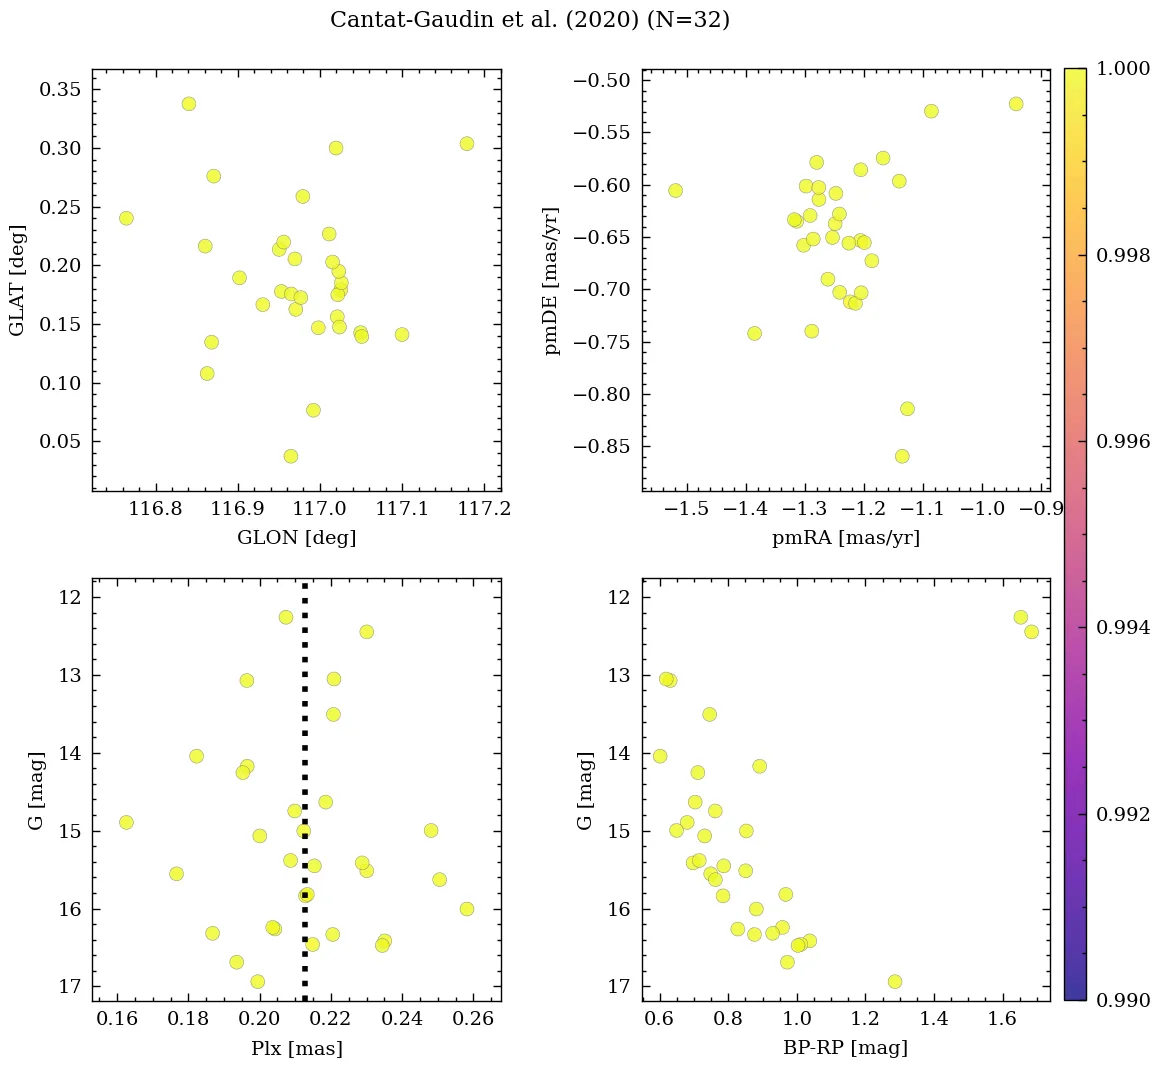 Cantat-Gaudin et al. (2020) (N=32)
0.35
0.30
0.25
0.20
0.15
0.10
0.05
GLAT [deg]
116.8 116.9 117.0 117.1 117.2
GLON [deg]
−0.50
−0.55
−0.60
−0.65
−0.70
−0.75
−0.80
−0.85
pmDE [mas/yr]
−1.5 −1.4 −1.3 −1.2 −1.1 −1.0 −0.9
pmRA [mas/yr]
12
13
14
15
16
17
G [mag]
0.16 0.18 0.20 0.22 0.24 0.26
Plx [mas]
12
13
14
15
16
17
G [mag]
0.6 0.8 1.0 1.2 1.4 1.6
BP-RP [mag]
1.000
0.998
0.996
0.994
0.992
0.990